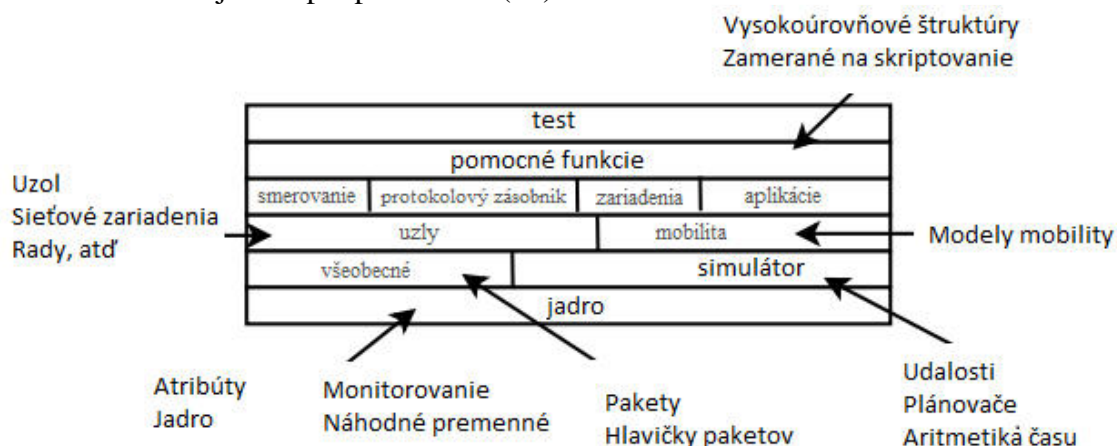 Vysokoúrovňové štruktúry
Zamerané na skriptovanie
test
pomocné funkcie
smerovanie
protokolový zásobník
zariadenia
aplikácie
Uzol
Sieťové zariadenia
Rady, atď
uzly
mobilita
Modely mobility
všeobecné
simulátor
jadro
Atribúty
Jadro
Monitorovanie
Náhodné premenné
Pakety
Hlavičky paketov
Udalosti
Plánovače
Aritmetiká času